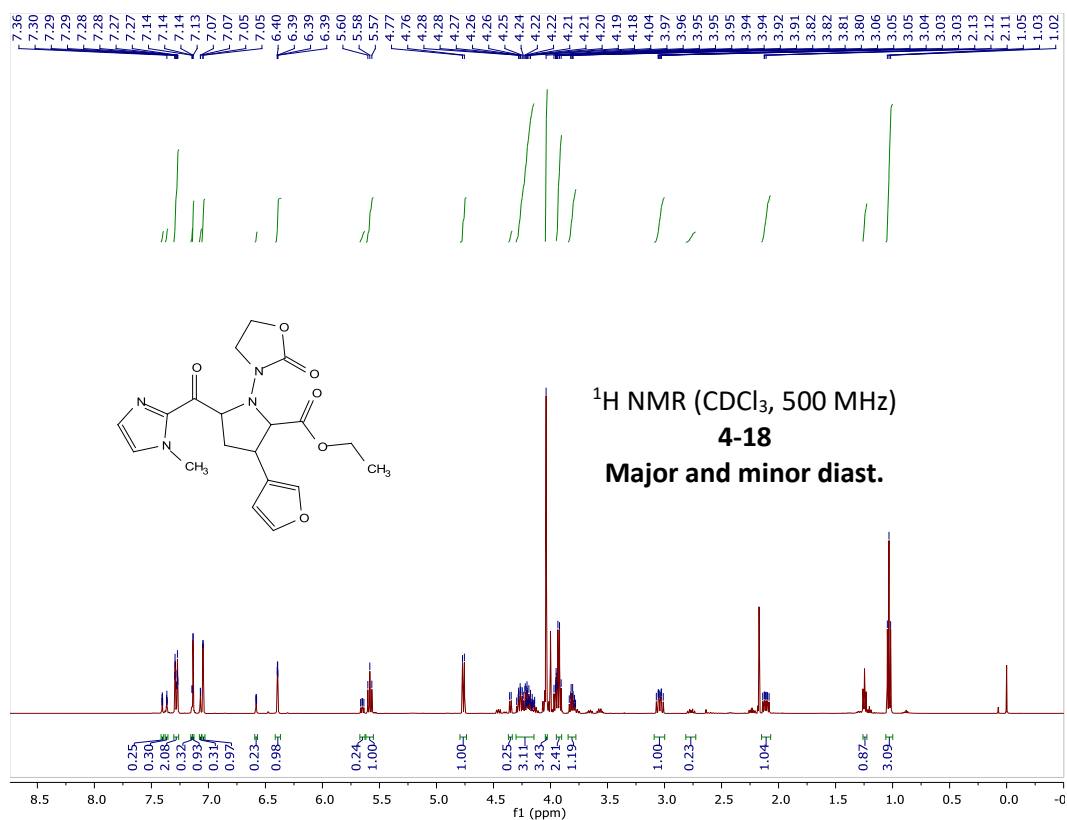 7.36 7.30 7.29 7.29 7.28 7.28 7.27 7.27 7.14 7.14 7.14 7.13 7.07 7.07 7.05 7.05 6.40 6.39 6.39 6.39 5.60 5.58 5.57 4.77 4.76 4.28 4.28 4.27 4.26 4.26 4.25 4.24 4.22 4.22 4.21 4.21 4.20 4.19 4.18 4.04 3.97 3.96 3.95 3.95 3.94 3.94 3.92 3.91 3.82 3.82 3.81 3.80 3.06 3.05 3.05 3.04 3.03 3.03 2.13 2.12 2.11 1.05 1.03 1.02
O
O
N
O
N
O
O
N
N
CH3
O
CH3
O
¹H NMR (CDCl₃, 500 MHz)
4-18
Major and minor diast.
0.25 0.30 2.08 0.32 0.93 0.31 0.97 0.23 0.98 0.24 1.00 1.00 0.25 3.11 3.43 2.41 1.19 1.00 0.23 1.04 0.87 3.09
8.5 8.0 7.5 7.0 6.5 6.0 5.5 5.0 4.5 4.0 3.5 3.0 2.5 2.0 1.5 1.0 0.5 0.0 -0
f1 (ppm)